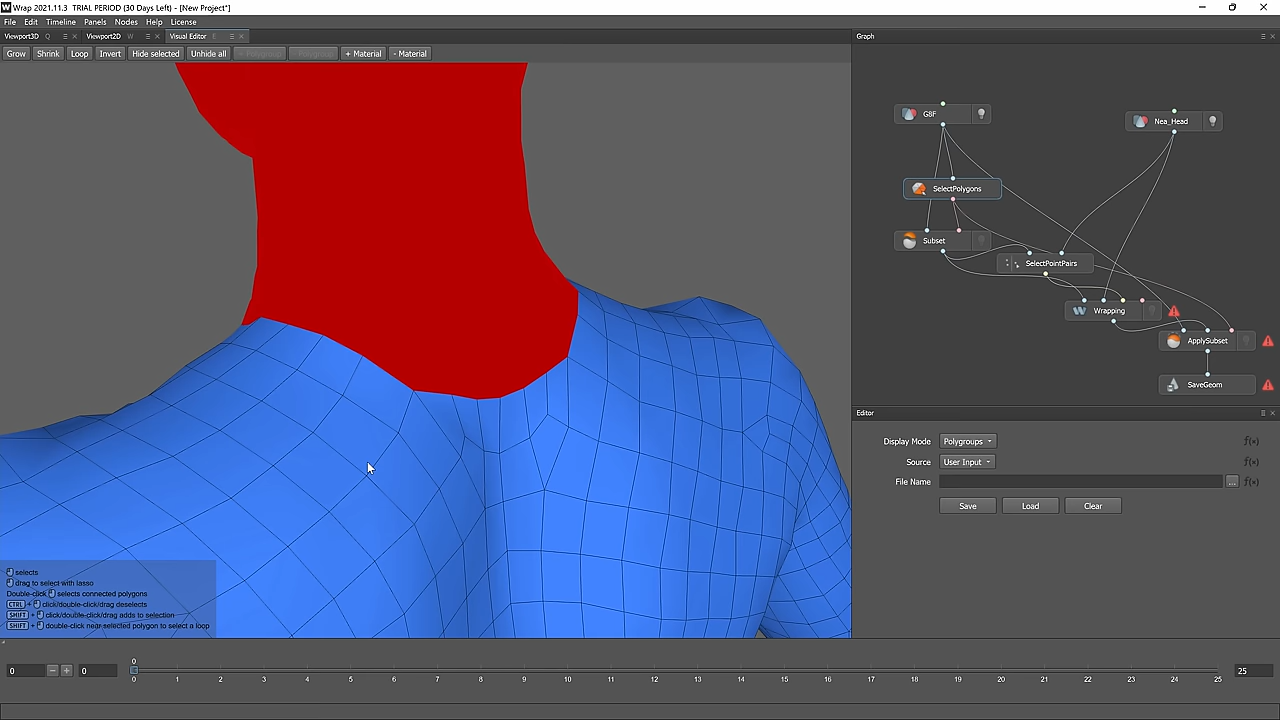 Wrap 2021.11.3 TRIAL PERIOD (30 Days Left) - [New Project*]
File Edit Timeline Panels Nodes Help License
Viewport3D Q Viewport2D W Visual Editor E
Graph
Grow Shrink Loop Invert Hide selected Unhide all + Polygroup - Polygroup + Material - Material
G8F
Nea_Head
SelectPolygons
Subset
SelectPointPairs
Wrapping
ApplySubset
SaveGeom
Editor
Display Mode Polygroups f(x)
Source User Input f(x)
File Name ... f(x)
Save Load Clear
selects
drag to select with lasso
Double-click selects connected polygons
CTRL + click/double-click/drag deselects
SHIFT + click/double-click/drag adds to selection
SHIFT + double-click near selected polygon to select a loop
0
0 − + 0 25
0 1 2 3 4 5 6 7 8 9 10 11 12 13 14 15 16 17 18 19 20 21 22 23 24 25